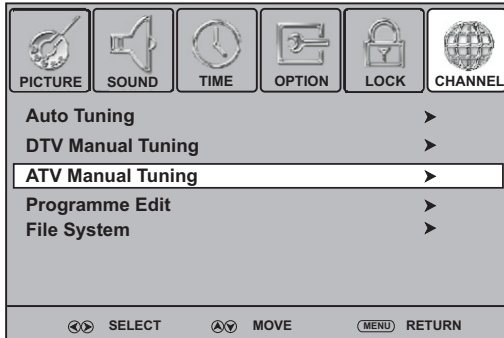 PICTURE SOUND TIME OPTION LOCK CHANNEL
Auto Tuning
DTV Manual Tuning
ATV Manual Tuning
Programme Edit
File System
SELECT MOVE MENU RETURN